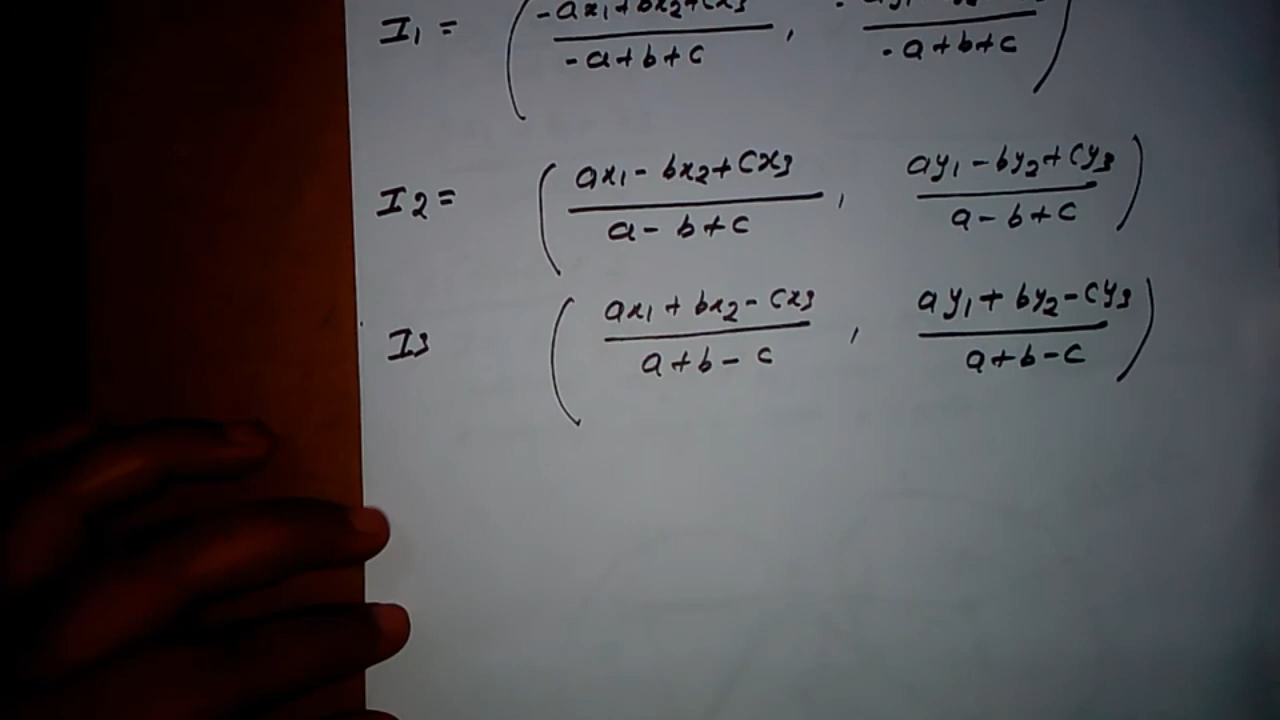 I1 = ( -ax1+bx2+cx3 / -a+b+c , / -a+b+c )
I2 = ( ax1 - bx2 + cx3 / a - b + c , ay1 - by2 + cy3 / a - b + c )
I3 ( ax1 + bx2 - cx3 / a + b - c , ay1 + by2 - cy3 / a + b - c )